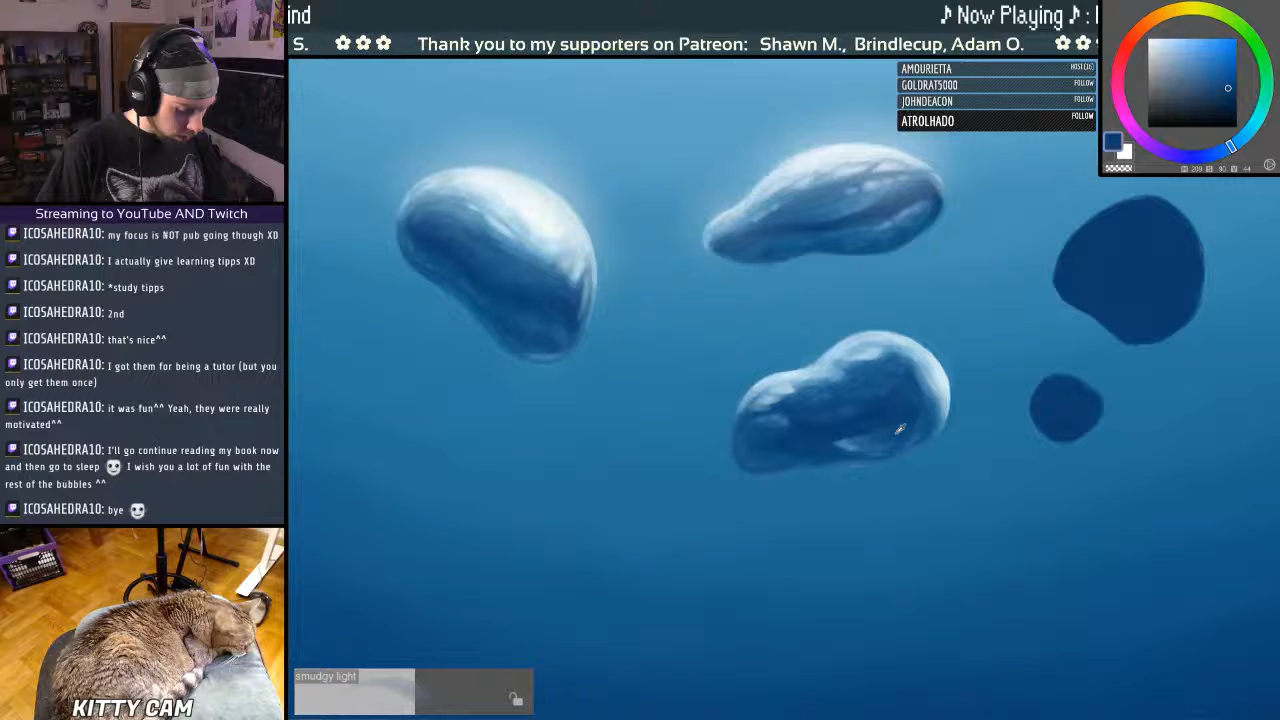 ind
♪ Now Playing ♪ :
S. ✿ ✿ ✿ Thank you to my supporters on Patreon: Shawn M., Brindlecup, Adam O. ✿ ✿
AMOURIETTA HOST(16)
GOLDRAT5000 FOLLOW
JOHNDEACON FOLLOW
ATROLHADO FOLLOW
H 209 S 90 V 44
Streaming to YouTube AND Twitch
ICOSAHEDRA10: my focus is NOT pub going though XD
ICOSAHEDRA10: I actually give learning tipps XD
ICOSAHEDRA10: *study tipps
ICOSAHEDRA10: 2nd
ICOSAHEDRA10: that's nice^^
ICOSAHEDRA10: I got them for being a tutor (but you
only get them once)
ICOSAHEDRA10: it was fun^^ Yeah, they were really
motivated^^
ICOSAHEDRA10: I'll go continue reading my book now
and then go to sleep I wish you a lot of fun with the
rest of the bubbles ^^
ICOSAHEDRA10: bye
smudgy light
KITTY CAM